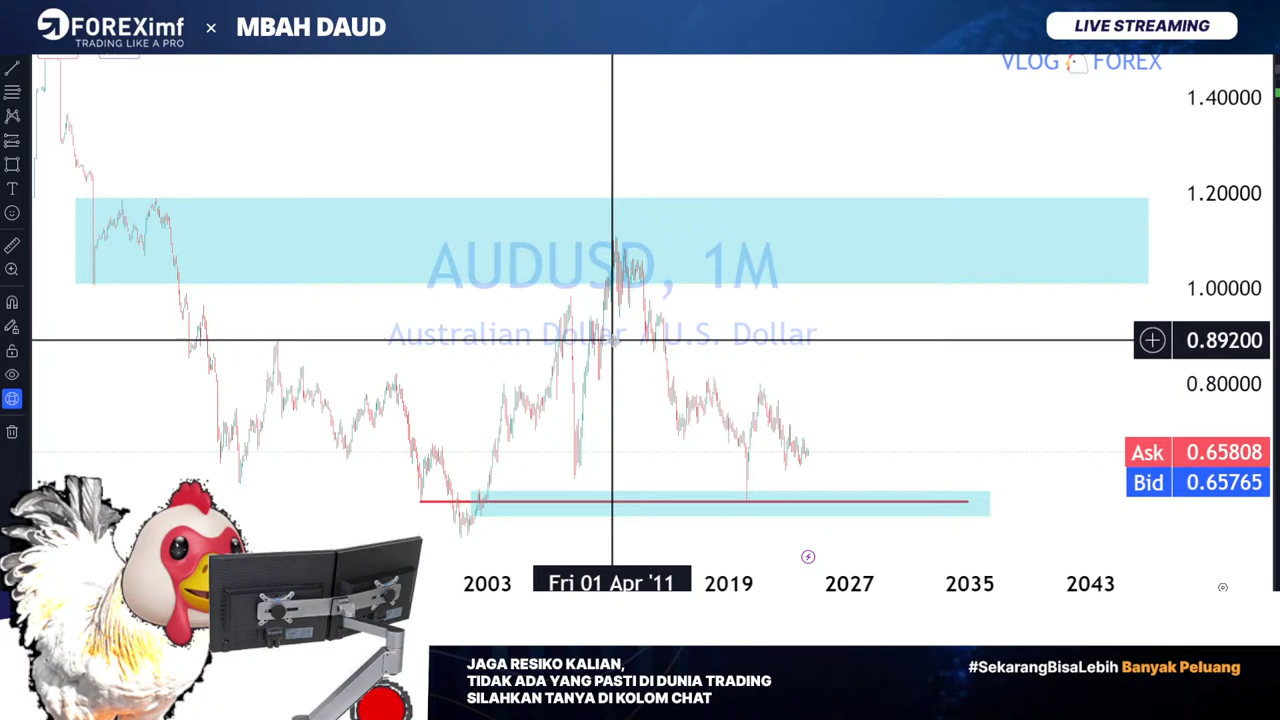 FOREXimf
TRADING LIKE A PRO
×
MBAH DAUD
LIVE STREAMING
VLOG FOREX
1.40000
1.20000
AUDUSD, 1M
1.00000
Australian Dollar / U.S. Dollar
0.89200
0.80000
Ask 0.65808
Bid 0.65765
2003 Fri 01 Apr '11 2019 2027 2035 2043
JAGA RESIKO KALIAN,
TIDAK ADA YANG PASTI DI DUNIA TRADING
SILAHKAN TANYA DI KOLOM CHAT
#SekarangBisaLebih Banyak Peluang